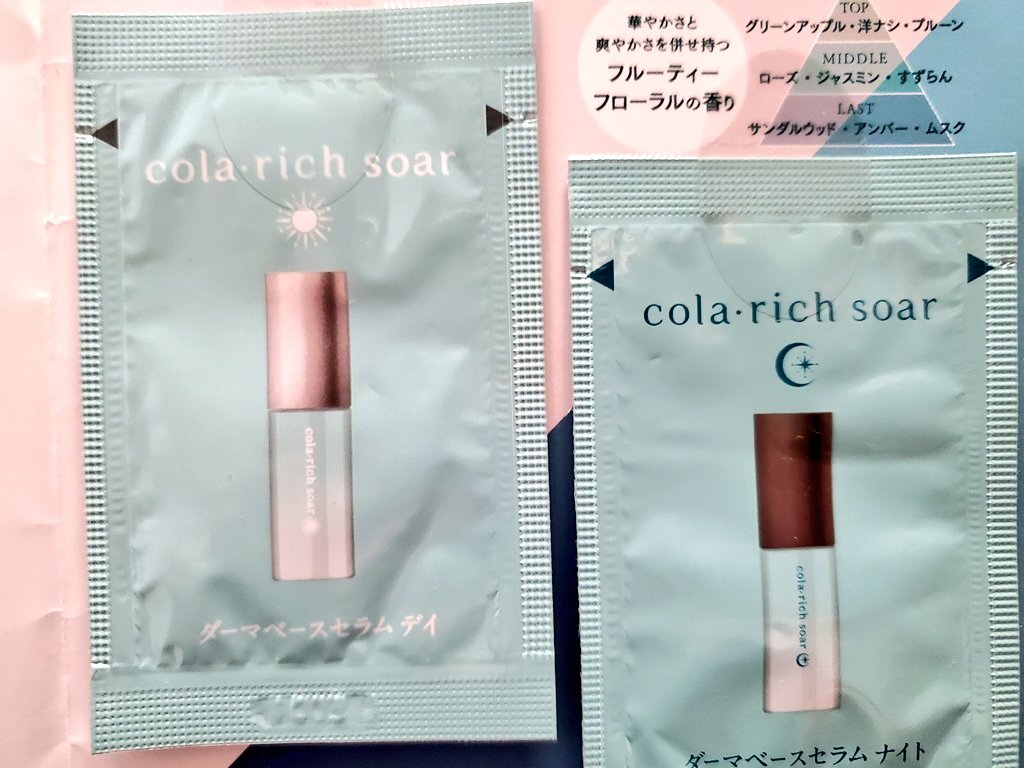 華やかさと
爽やかさを併せ持つ
フルーティー
フローラルの香り
TOP
グリーンアップル・洋ナシ・プルーン
MIDDLE
ローズ・ジャスミン・すずらん
LAST
サンダルウッド・アンバー・ムスク
cola·rich soar
cola·rich soar
ダーマベースセラム デイ
cola·rich soar
cola·rich soar
ダーマベースセラム ナイト